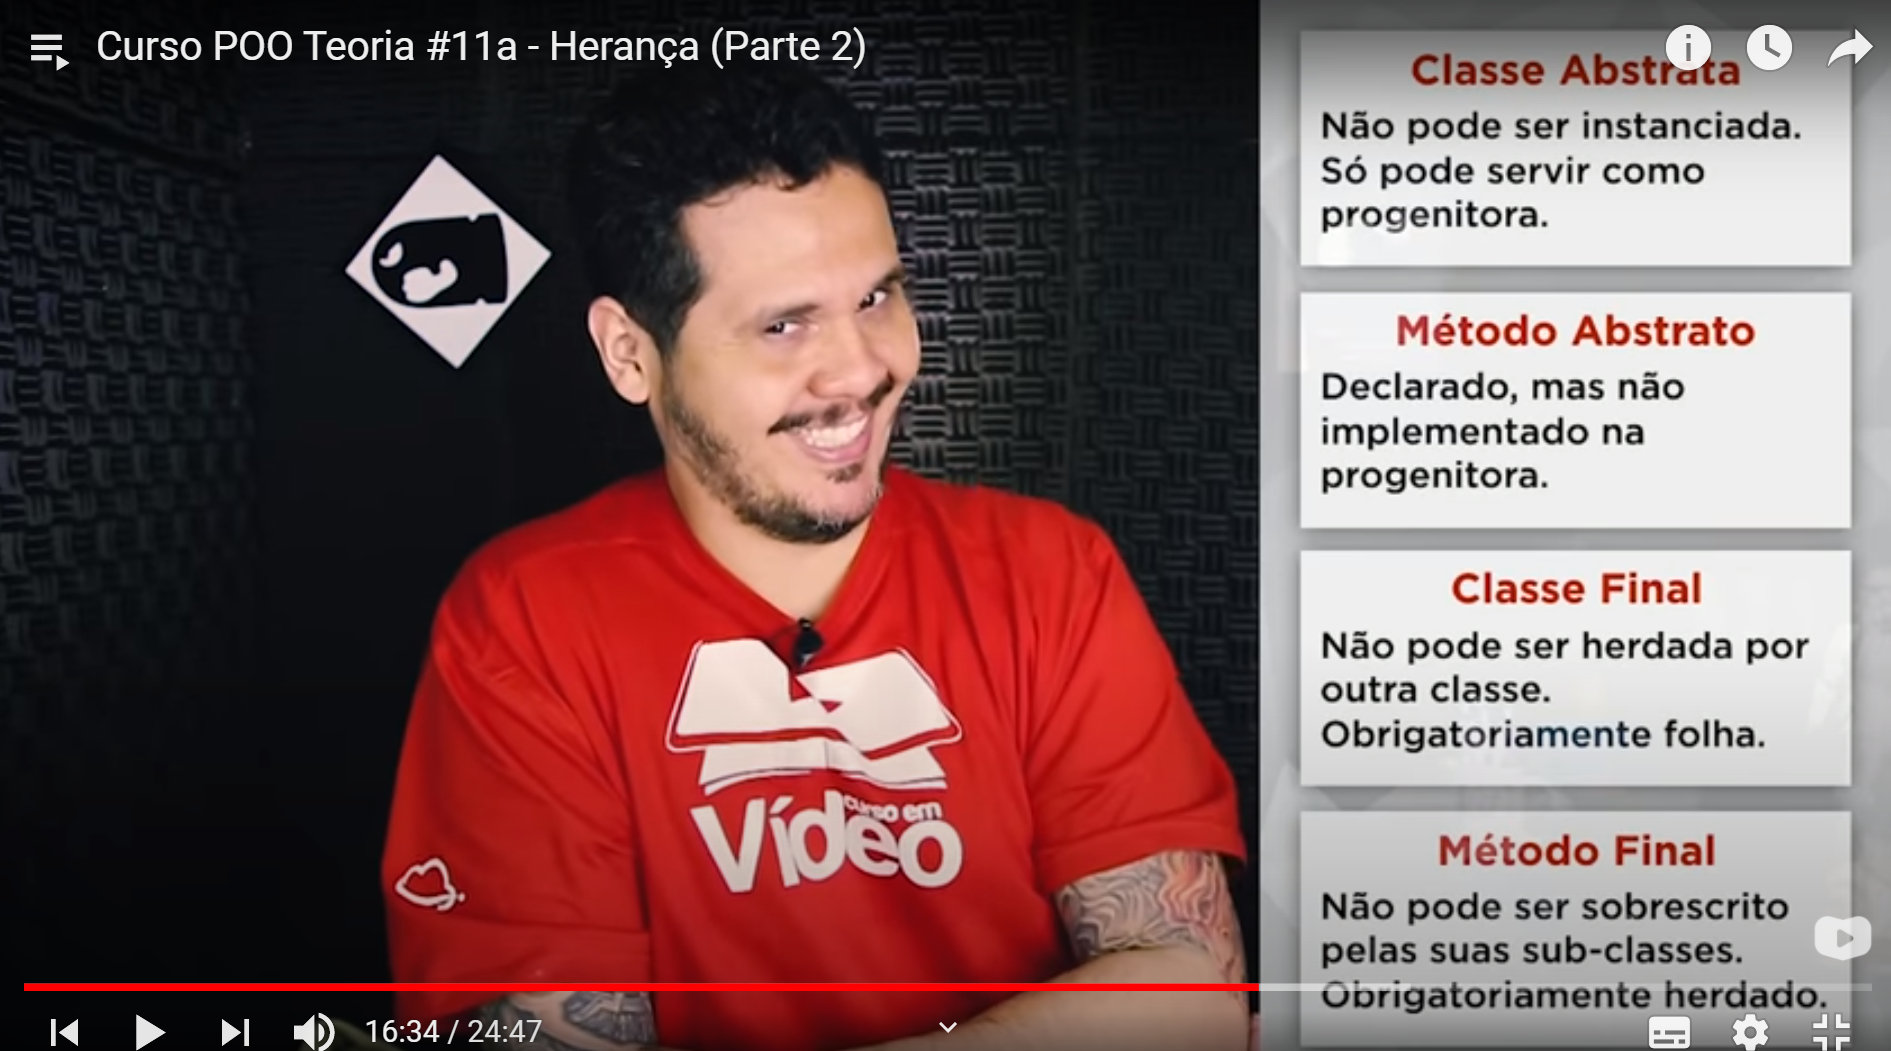 Curso POO Teoria #11a - Herança (Parte 2)
Classe Abstrata
Não pode ser instanciada.
Só pode servir como
progenitora.
Método Abstrato
Declarado, mas não
implementado na
progenitora.
Classe Final
Não pode ser herdada por
outra classe.
Obrigatoriamente folha.
Método Final
Não pode ser sobrescrito
pelas suas sub-classes.
Obrigatoriamente herdado.
curso em
Vídeo
16:34 / 24:47